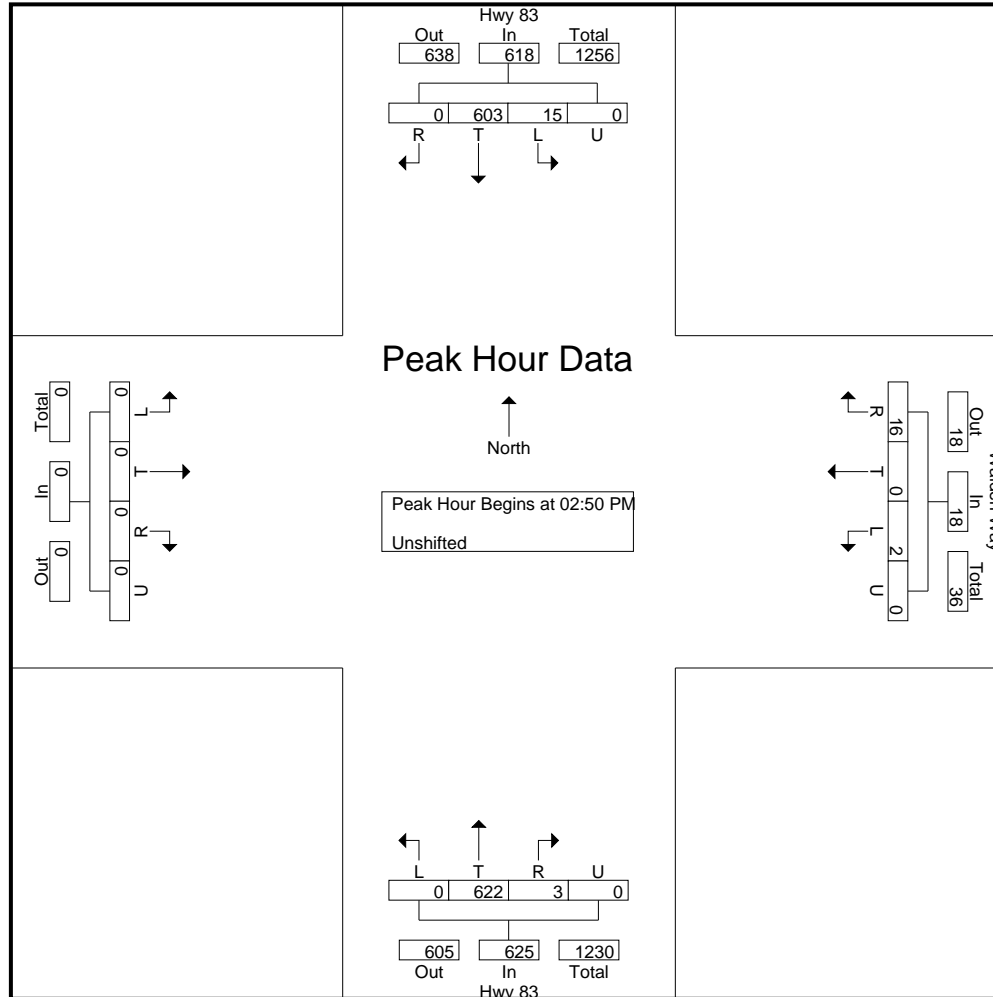 Hwy 83
Out In Total
638 618 1256
0 603 15 0
R T L U
Peak Hour Data
North
Peak Hour Begins at 02:50 PM
Unshifted
Total In Out
0 0 0
0 0 0 0
L T R U
R T L U
16 0 2 0
18 18 36
Out In Total
Way
L T R U
0 622 3 0
605 625 1230
Out In Total
Hwy 83